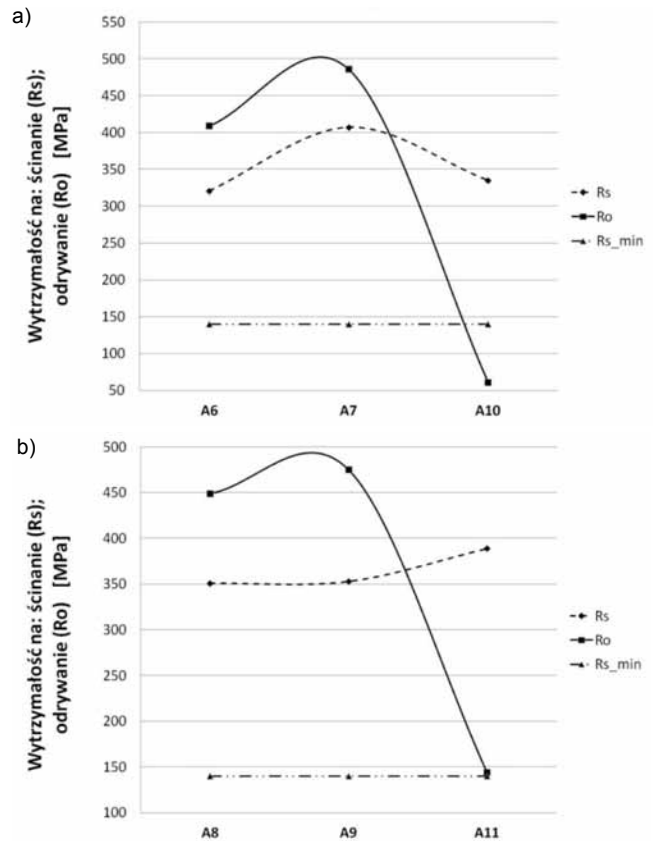 a)
Wytrzymałość na: ścinanie (Rs);
odrywanie (Ro) [MPa]
550
500
450
400
350
300
250
200
150
100
50
A6 A7 A10
Rs
Ro
Rs_min
b)
Wytrzymałość na: ścinanie (Rs);
odrywanie (Ro) [MPa]
500
450
400
350
300
250
200
150
100
A8 A9 A11
Rs
Ro
Rs_min